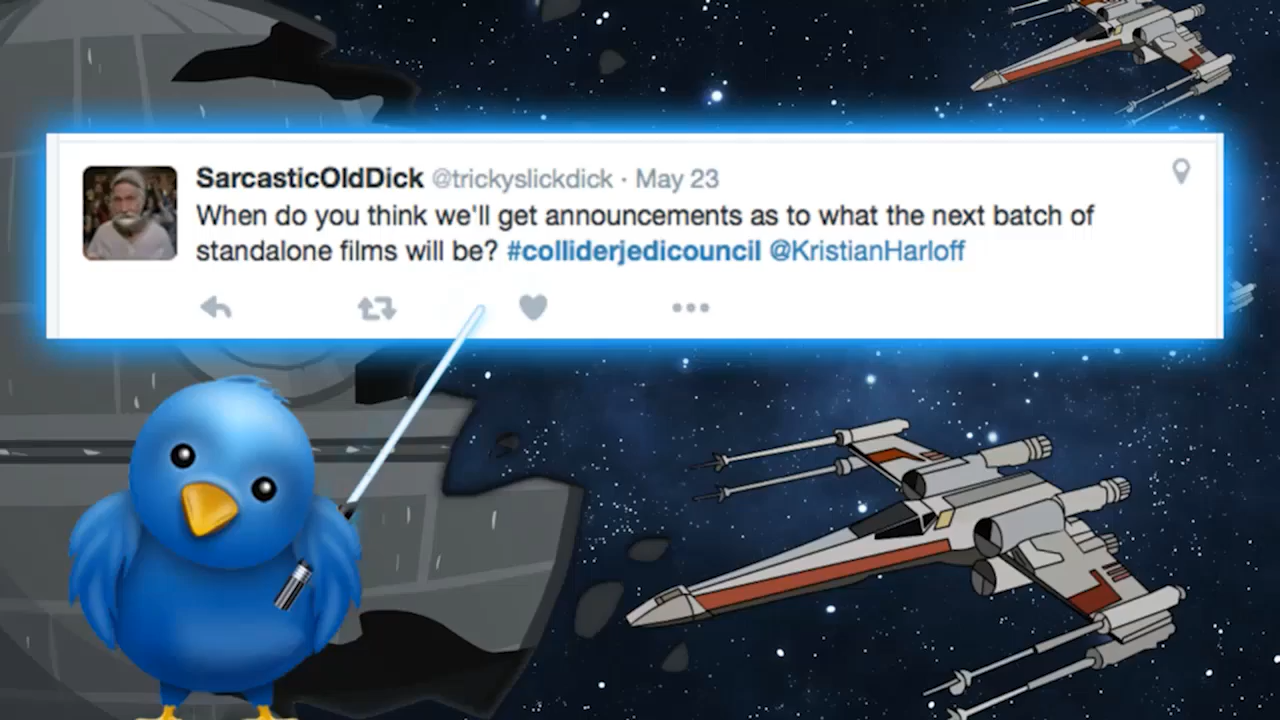 SarcasticOldDick @trickyslickdick · May 23
When do you think we'll get announcements as to what the next batch of
standalone films will be? #colliderjedicouncil @KristianHarloff